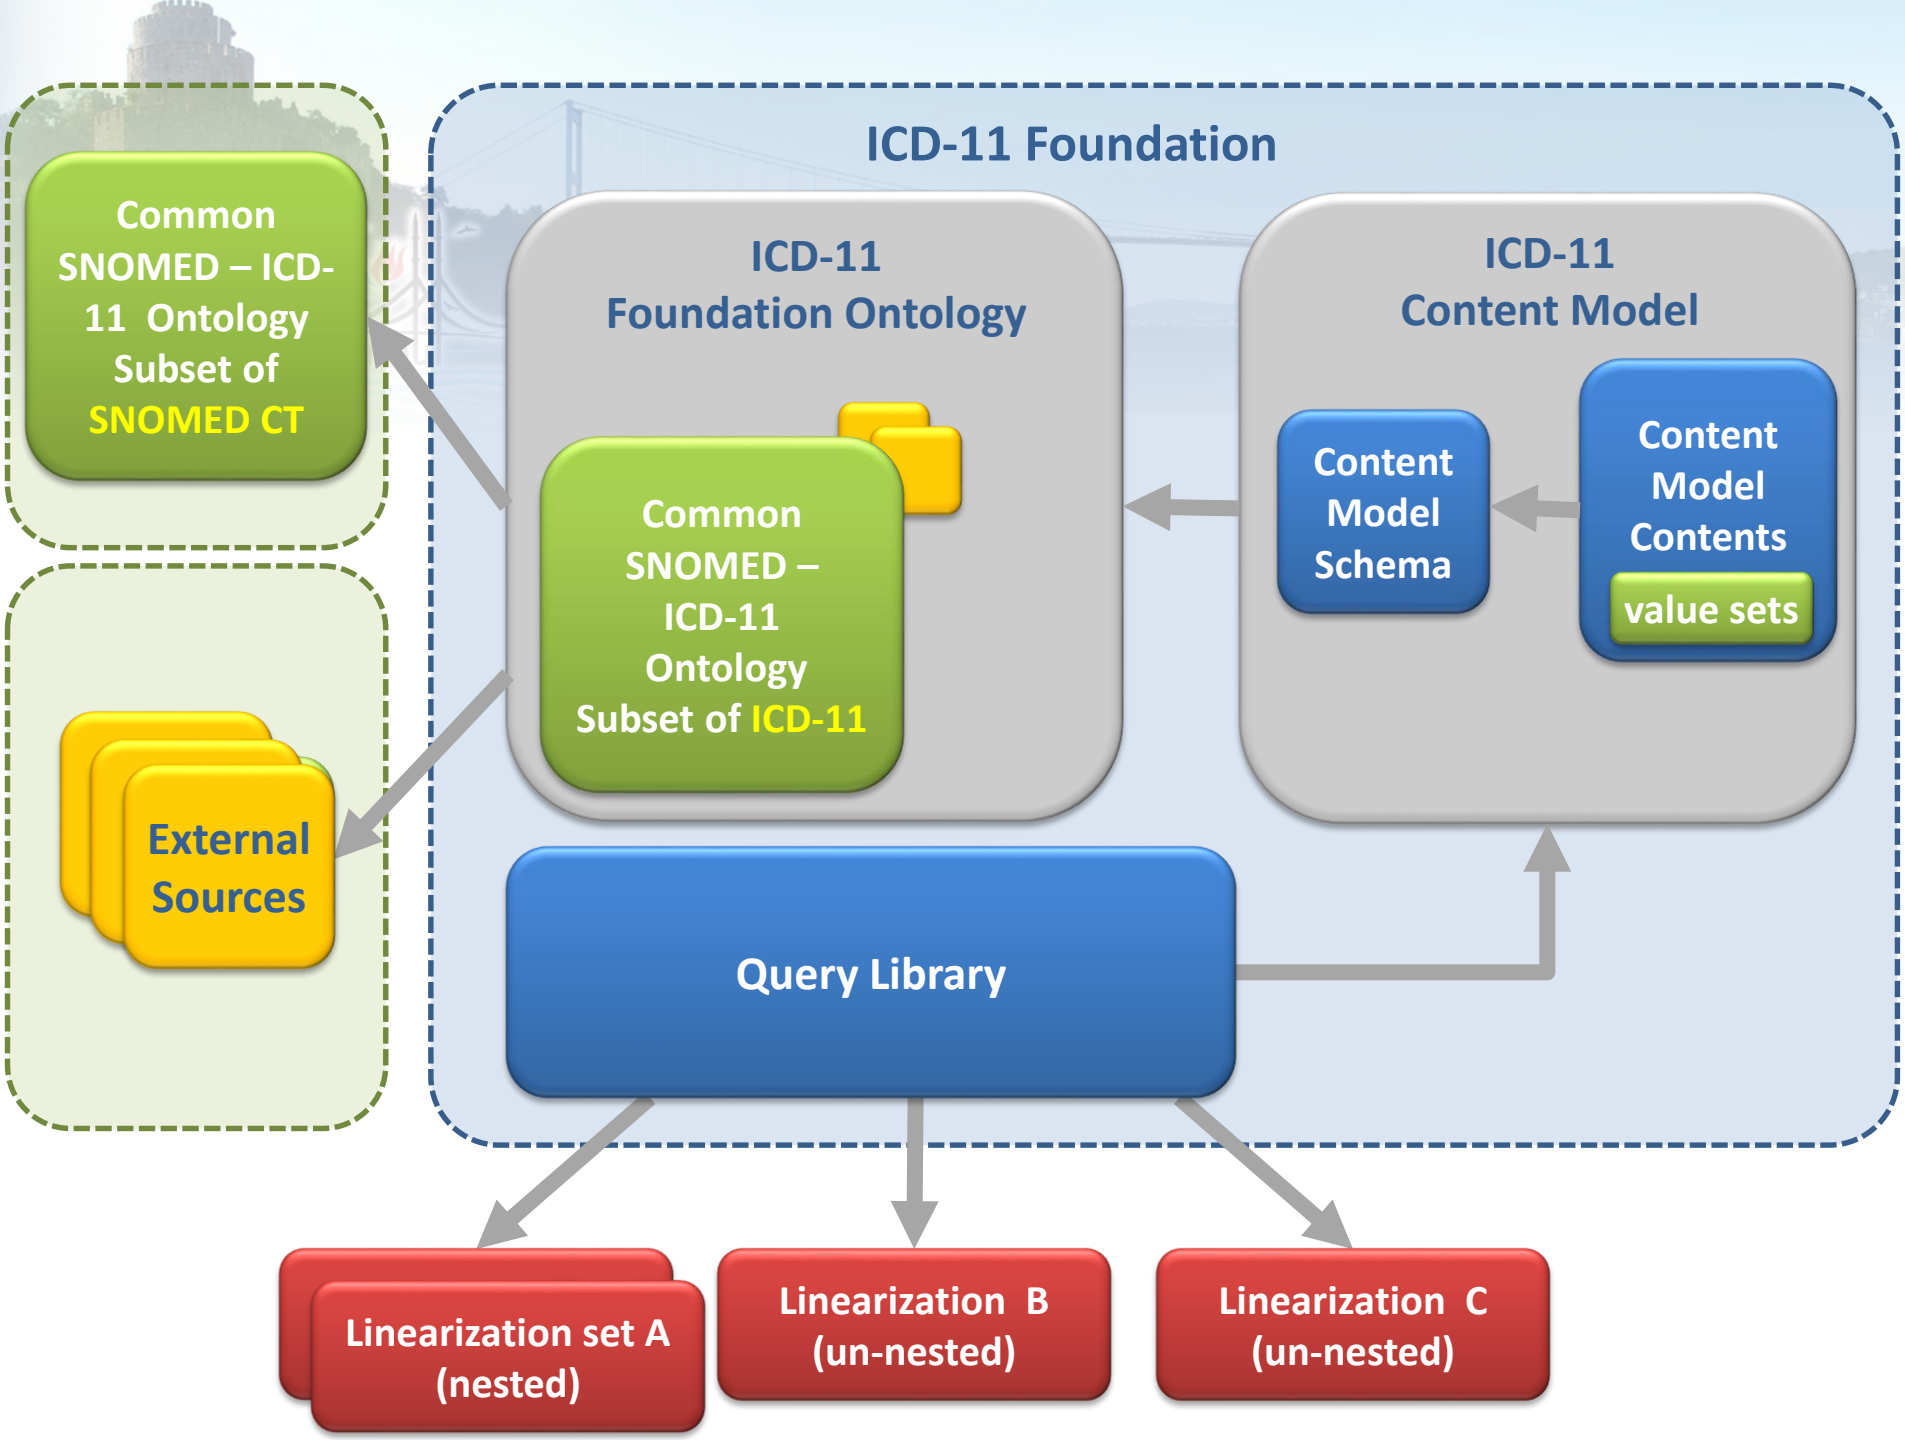 Common
SNOMED – ICD-
11 Ontology
Subset of
SNOMED CT
External
Sources
ICD-11 Foundation
ICD-11
Foundation Ontology
Common
SNOMED –
ICD-11
Ontology
Subset of ICD-11
ICD-11
Content Model
Content
Model
Schema
Content
Model
Contents
value sets
Query Library
Linearization set A
(nested)
Linearization B
(un-nested)
Linearization C
(un-nested)